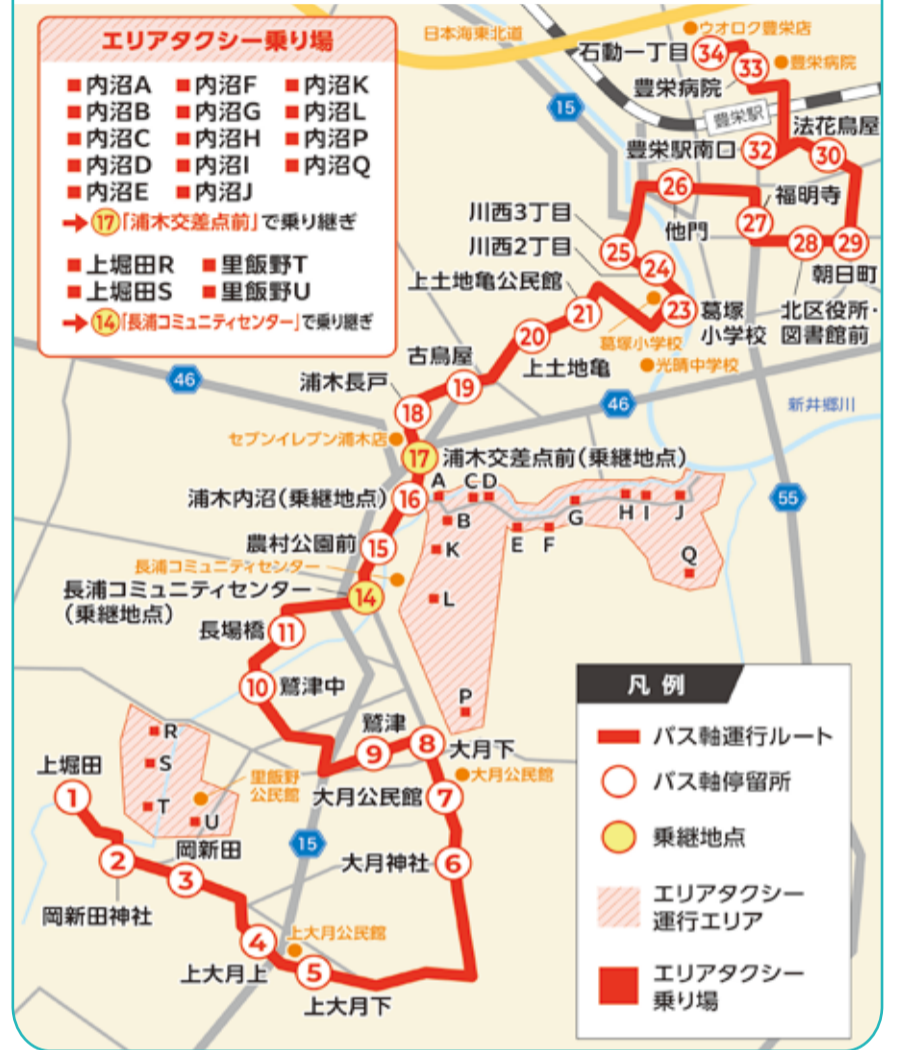 エリアタクシー乗り場
内沼A 内沼F 内沼K
内沼B 内沼G 内沼L
内沼C 内沼H 内沼P
内沼D 内沼I 内沼Q
内沼E 内沼J
➡17「浦木交差点前」で乗り継ぎ
上堀田R 里飯野T
上堀田S 里飯野U
➡14「長浦コミュニティセンター」で乗り継ぎ
日本海東北道
ウオロク豊栄店
石動一丁目 34
33
豊栄病院
豊栄病院
15
豊栄駅
法花鳥屋
豊栄駅南口 32
30
26
福明寺
川西3丁目
他門
27
川西2丁目
25
28
29
24
朝日町
上土地亀公民館
21
23
葛塚
小学校
北区役所・
図書館前
20
葛塚小学校
古鳥屋
上土地亀
光晴中学校
46
浦木長戸
19
46
新井郷川
18
セブンイレブン浦木店
17
浦木交差点前(乗継地点)
浦木内沼(乗継地点)
16
A
C
D
B
E
F
G
H
I
J
K
L
P
Q
55
農村公園前
15
長浦コミュニティセンター
長浦コミュニティセンター
(乗継地点)
14
長場橋
11
10
鷲津中
鷲津
9
8
大月下
大月公民館
大月公民館
7
R
S
T
U
上堀田
1
里飯野
公民館
15
岡新田
2
3
大月神社
6
岡新田神社
上大月公民館
4
上大月上
5
上大月下
凡例
バス軸運行ルート
バス軸停留所
乗継地点
エリアタクシー
運行エリア
エリアタクシー
乗り場